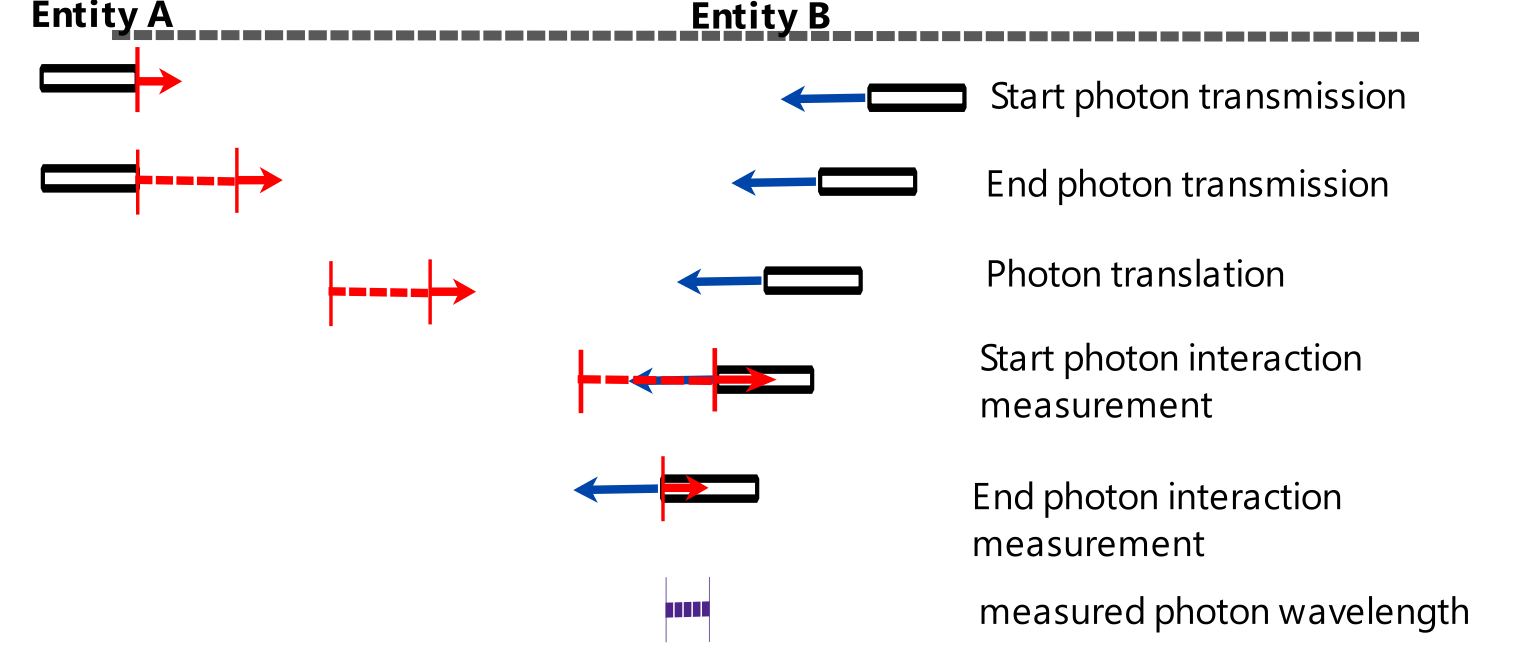 Entity A
Entity B
Start photon transmission
End photon transmission
Photon translation
Start photon interaction
measurement
End photon interaction
measurement
measured photon wavelength